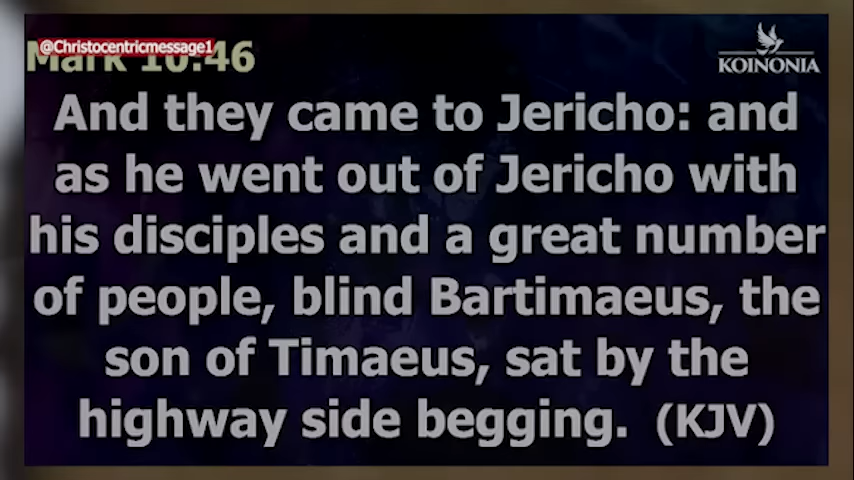 @Christocentricmessage1
Mark 10:46
KOINONIA
And they came to Jericho: and
as he went out of Jericho with
his disciples and a great number
of people, blind Bartimaeus, the
son of Timaeus, sat by the
highway side begging. (KJV)